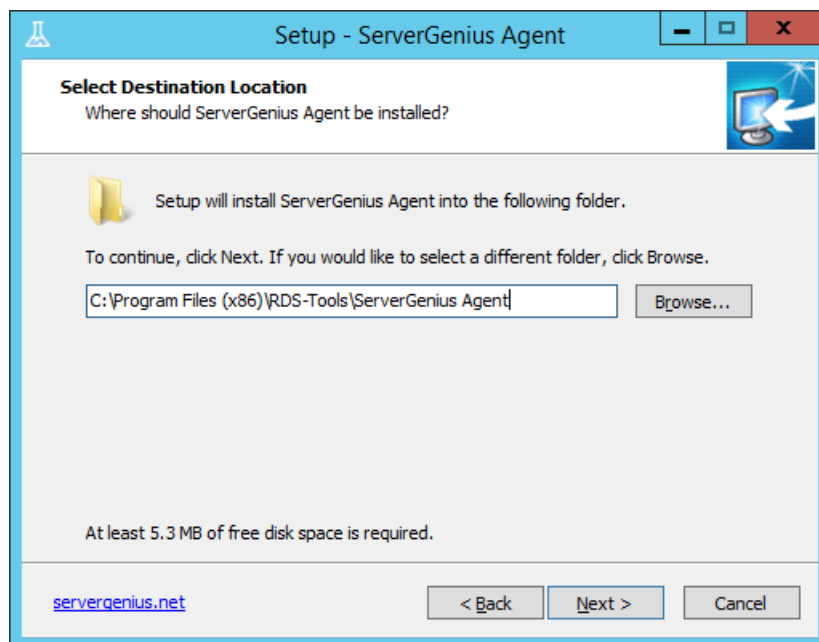 Setup - ServerGenius Agent
Select Destination Location
Where should ServerGenius Agent be installed?
Setup will install ServerGenius Agent into the following folder.
To continue, click Next. If you would like to select a different folder, click Browse.
C:\Program Files (x86)\RDS-Tools\ServerGenius Agent
Browse...
At least 5.3 MB of free disk space is required.
servergenius.net
< Back
Next >
Cancel